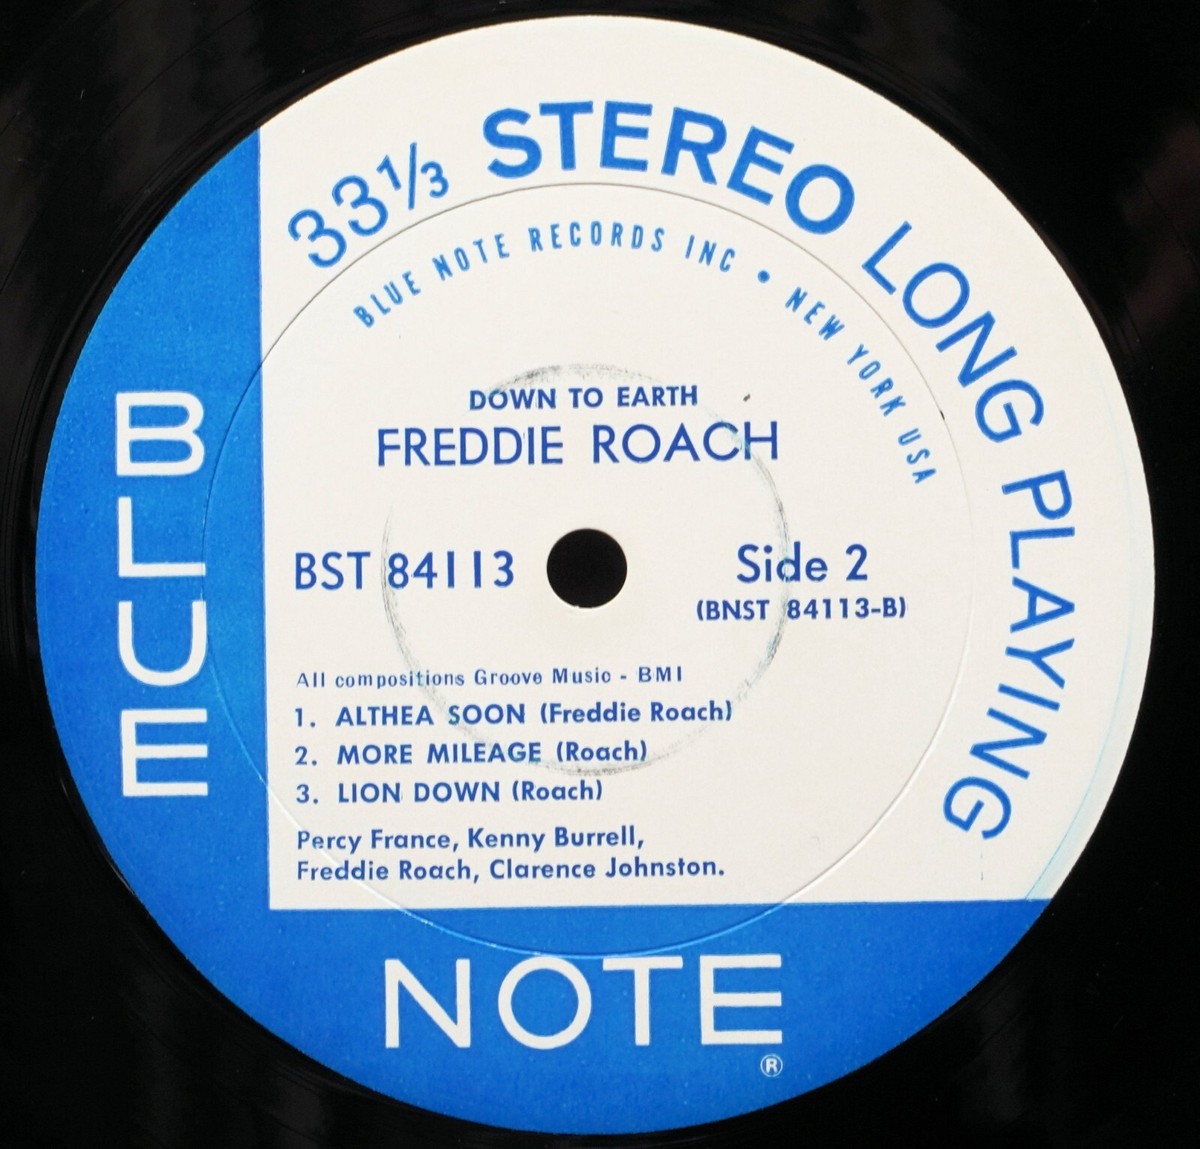 33 1/3 STEREO LONG PLAYING
BLUE NOTE RECORDS INC • NEW YORK USA
DOWN TO EARTH
FREDDIE ROACH
BST 84113
Side 2
(BNST 84113-B)
All compositions Groove Music - BMI
1. ALTHEA SOON (Freddie Roach)
2. MORE MILEAGE (Roach)
3. LION DOWN (Roach)
Percy France, Kenny Burrell,
Freddie Roach, Clarence Johnston.
BLUE
NOTE
®